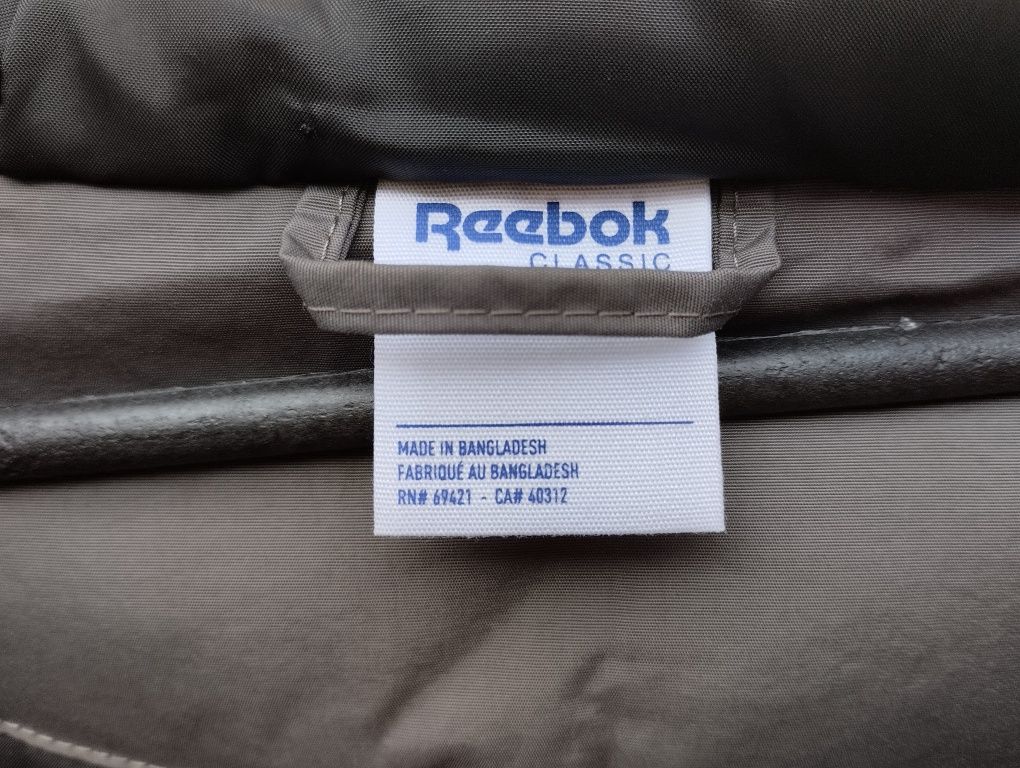 Reebok
CLASSIC
MADE IN BANGLADESH
FABRIQUÉ AU BANGLADESH
RN# 69421 - CA# 40312